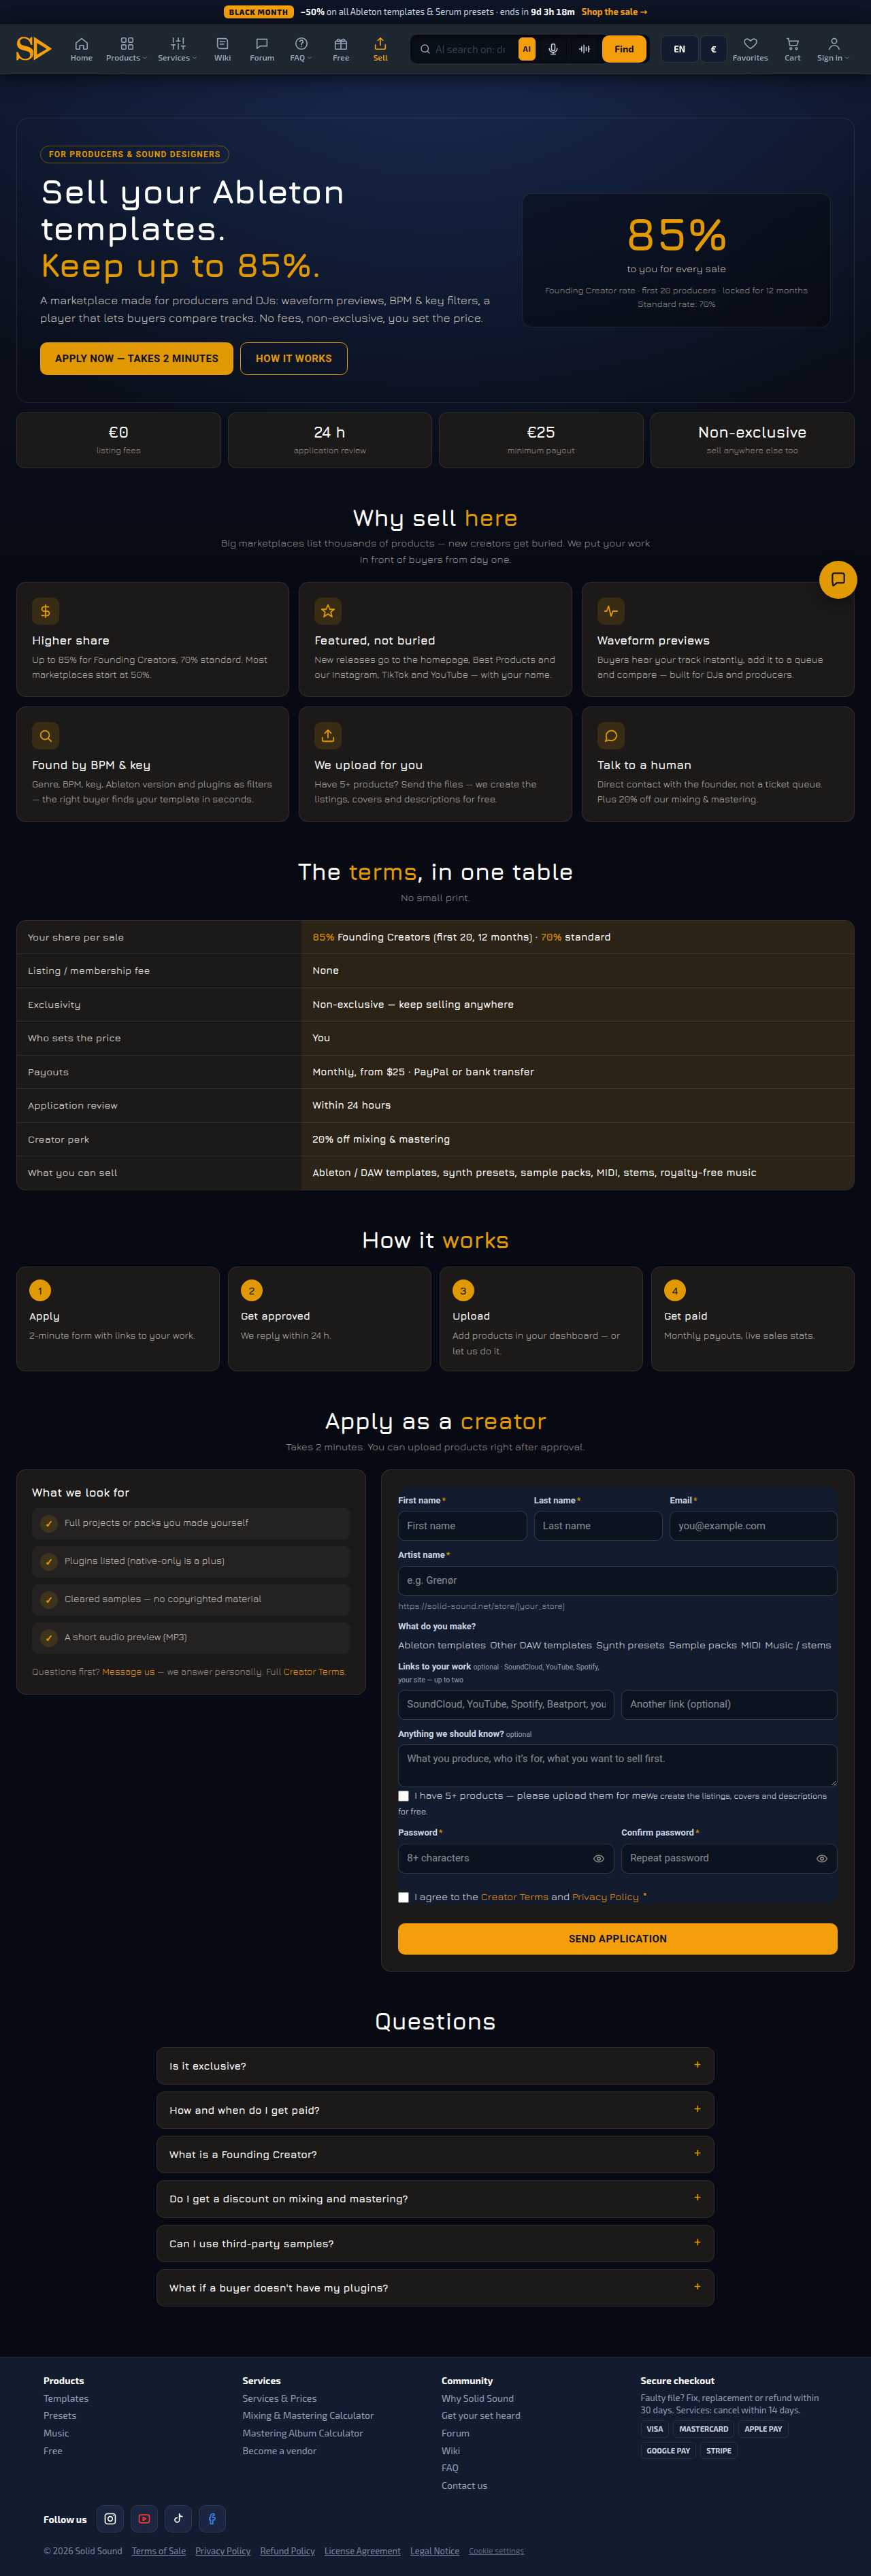 BLACK MONTH −50% on all Ableton templates & Serum presets · ends in 9d 3h 18m Shop the sale →
Home Products Services Wiki Forum FAQ Free Sell AI search on: dr AI Find EN € Favorites Cart Sign in
FOR PRODUCERS & SOUND DESIGNERS
Sell your Ableton
templates.
Keep up to 85%.
A marketplace made for producers and DJs: waveform previews, BPM & key filters, a
player that lets buyers compare tracks. No fees, non-exclusive, you set the price.
APPLY NOW — TAKES 2 MINUTES HOW IT WORKS
85%
to you for every sale
Founding Creator rate · first 20 producers · locked for 12 months
Standard rate: 70%
€0
listing fees
24 h
application review
€25
minimum payout
Non-exclusive
sell anywhere else too
Why sell here
Big marketplaces list thousands of products — new creators get buried. We put your work
in front of buyers from day one.
Higher share
Up to 85% for Founding Creators, 70% standard. Most
marketplaces start at 50%.
Featured, not buried
New releases go to the homepage, Best Products and
our Instagram, TikTok and YouTube — with your name.
Waveform previews
Buyers hear your track instantly, add it to a queue
and compare — built for DJs and producers.
Found by BPM & key
Genre, BPM, key, Ableton version and plugins as filters
— the right buyer finds your template in seconds.
We upload for you
Have 5+ products? Send the files — we create the
listings, covers and descriptions for free.
Talk to a human
Direct contact with the founder, not a ticket queue.
Plus 20% off our mixing & mastering.
The terms, in one table
No small print.
Your share per sale 85% Founding Creators (first 20, 12 months) · 70% standard
Listing / membership fee None
Exclusivity Non-exclusive — keep selling anywhere
Who sets the price You
Payouts Monthly, from $25 · PayPal or bank transfer
Application review Within 24 hours
Creator perk 20% off mixing & mastering
What you can sell Ableton / DAW templates, synth presets, sample packs, MIDI, stems, royalty-free music
How it works
1
Apply
2-minute form with links to your work.
2
Get approved
We reply within 24 h.
3
Upload
Add products in your dashboard — or
let us do it.
4
Get paid
Monthly payouts, live sales stats.
Apply as a creator
Takes 2 minutes. You can upload products right after approval.
What we look for
✓ Full projects or packs you made yourself
✓ Plugins listed (native-only is a plus)
✓ Cleared samples — no copyrighted material
✓ A short audio preview (MP3)
Questions first? Message us — we answer personally. Full Creator Terms.
First name * Last name * Email *
First name Last name you@example.com
Artist name *
e.g. Grenør
https://solid-sound.net/store/[your_store]
What do you make?
Ableton templates Other DAW templates Synth presets Sample packs MIDI Music / stems
Links to your work optional · SoundCloud, YouTube, Spotify,
your site — up to two
SoundCloud, YouTube, Spotify, Beatport, you Another link (optional)
Anything we should know? optional
What you produce, who it's for, what you want to sell first.
I have 5+ products — please upload them for me We create the listings, covers and descriptions
for free.
Password * Confirm password *
8+ characters Repeat password
I agree to the Creator Terms and Privacy Policy *
SEND APPLICATION
Questions
Is it exclusive? +
How and when do I get paid? +
What is a Founding Creator? +
Do I get a discount on mixing and mastering? +
Can I use third-party samples? +
What if a buyer doesn't have my plugins? +
Products
Templates
Presets
Music
Free
Services
Services & Prices
Mixing & Mastering Calculator
Mastering Album Calculator
Become a vendor
Community
Why Solid Sound
Get your set heard
Forum
Wiki
FAQ
Contact us
Secure checkout
Faulty file? Fix, replacement or refund within
30 days. Services: cancel within 14 days.
VISA MASTERCARD APPLE PAY
GOOGLE PAY STRIPE
Follow us
© 2026 Solid Sound Terms of Sale Privacy Policy Refund Policy License Agreement Legal Notice Cookie settings